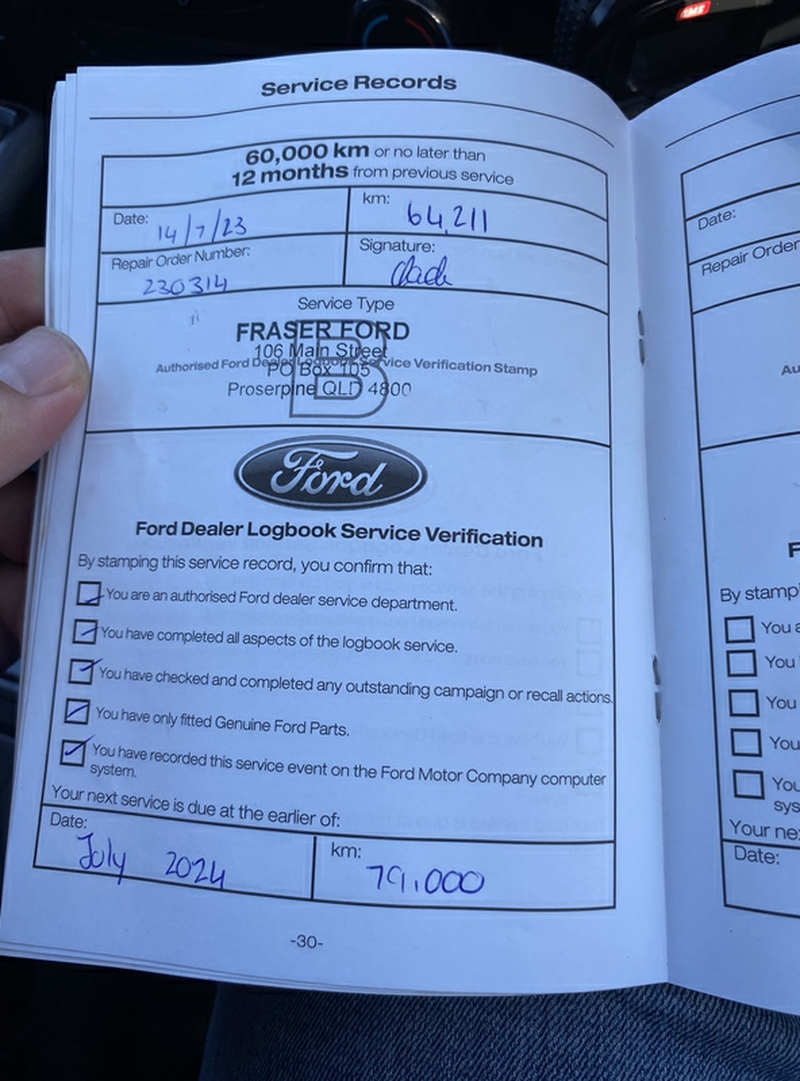 Service Records
60,000 km or no later than
12 months from previous service
Date: 14/7/23
km: 64,211
Repair Order Number: 230314
Signature:
Service Type
B
FRASER FORD
106 Main Street
Authorised Ford Dealer Logbook Service Verification Stamp
PO Box 105
Proserpine QLD 4800
Ford
Ford Dealer Logbook Service Verification
By stamping this service record, you confirm that:
You are an authorised Ford dealer service department.
You have completed all aspects of the logbook service.
You have checked and completed any outstanding campaign or recall actions.
You have only fitted Genuine Ford Parts.
You have recorded this service event on the Ford Motor Company computer
system.
Your next service is due at the earlier of:
Date: July 2024
km: 79,000
-30-
Date:
Repair Order
Au
F
By stamp
You a
You
You
You
You
sys
Your ne
Date: